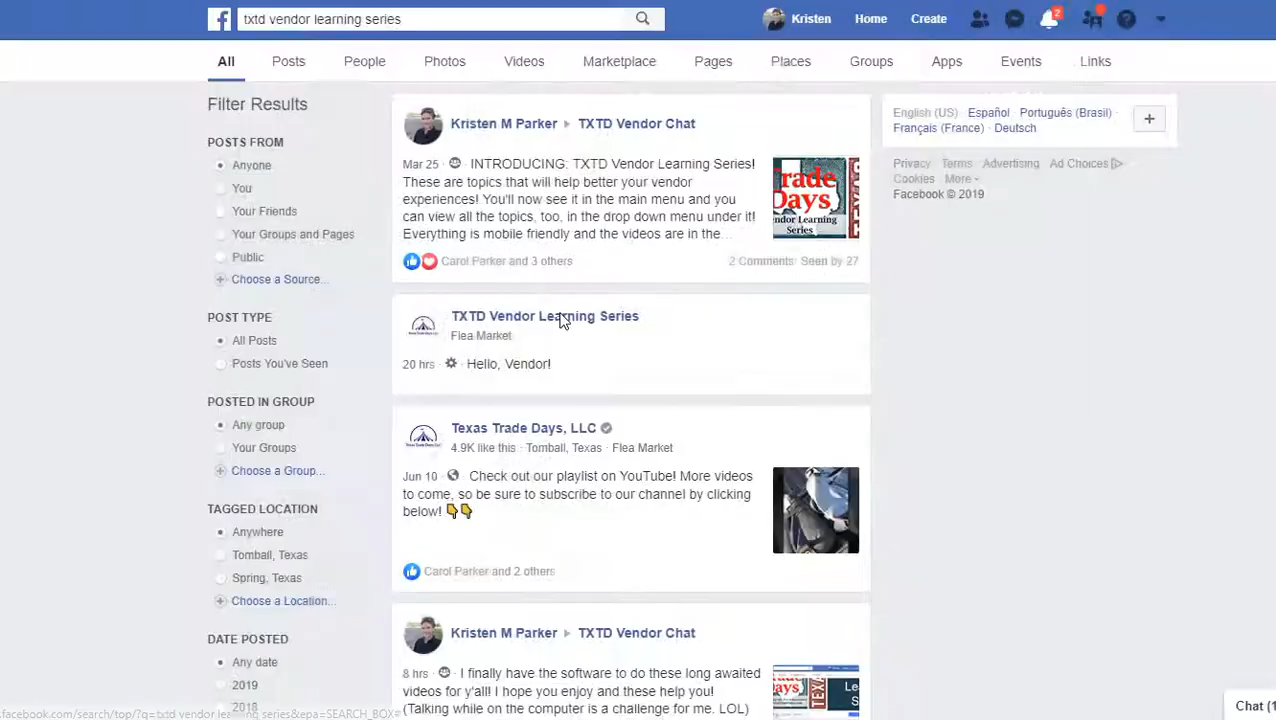 txtd vendor learning series
Kristen Home Create 2
All Posts People Photos Videos Marketplace Pages Places Groups Apps Events Links
Filter Results
POSTS FROM
Anyone
You
Your Friends
Your Groups and Pages
Public
Choose a Source...
POST TYPE
All Posts
Posts You've Seen
POSTED IN GROUP
Any group
Your Groups
Choose a Group...
TAGGED LOCATION
Anywhere
Tomball, Texas
Spring, Texas
Choose a Location...
DATE POSTED
Any date
2019
2018
Kristen M Parker TXTD Vendor Chat
Mar 25 · INTRODUCING: TXTD Vendor Learning Series!
These are topics that will help better your vendor
experiences! You'll now see it in the main menu and you
can view all the topics, too, in the drop down menu under it!
Everything is mobile friendly and the videos are in the...
Trade
Days
Vendor Learning
Series
Carol Parker and 3 others 2 Comments Seen by 27
TXTD Vendor Learning Series
Flea Market
20 hrs · Hello, Vendor!
Texas Trade Days, LLC
4.9K like this · Tomball, Texas · Flea Market
Jun 10 · Check out our playlist on YouTube! More videos
to come, so be sure to subscribe to our channel by clicking
below!
Carol Parker and 2 others
Kristen M Parker TXTD Vendor Chat
8 hrs · I finally have the software to do these long awaited
videos for y'all! I hope you enjoy and these help you!
(Talking while on the computer is a challenge for me. LOL)
English (US) · Español · Português (Brasil) ·
Français (France) · Deutsch
Privacy · Terms · Advertising · Ad Choices ·
Cookies · More
Facebook © 2019
Chat (1